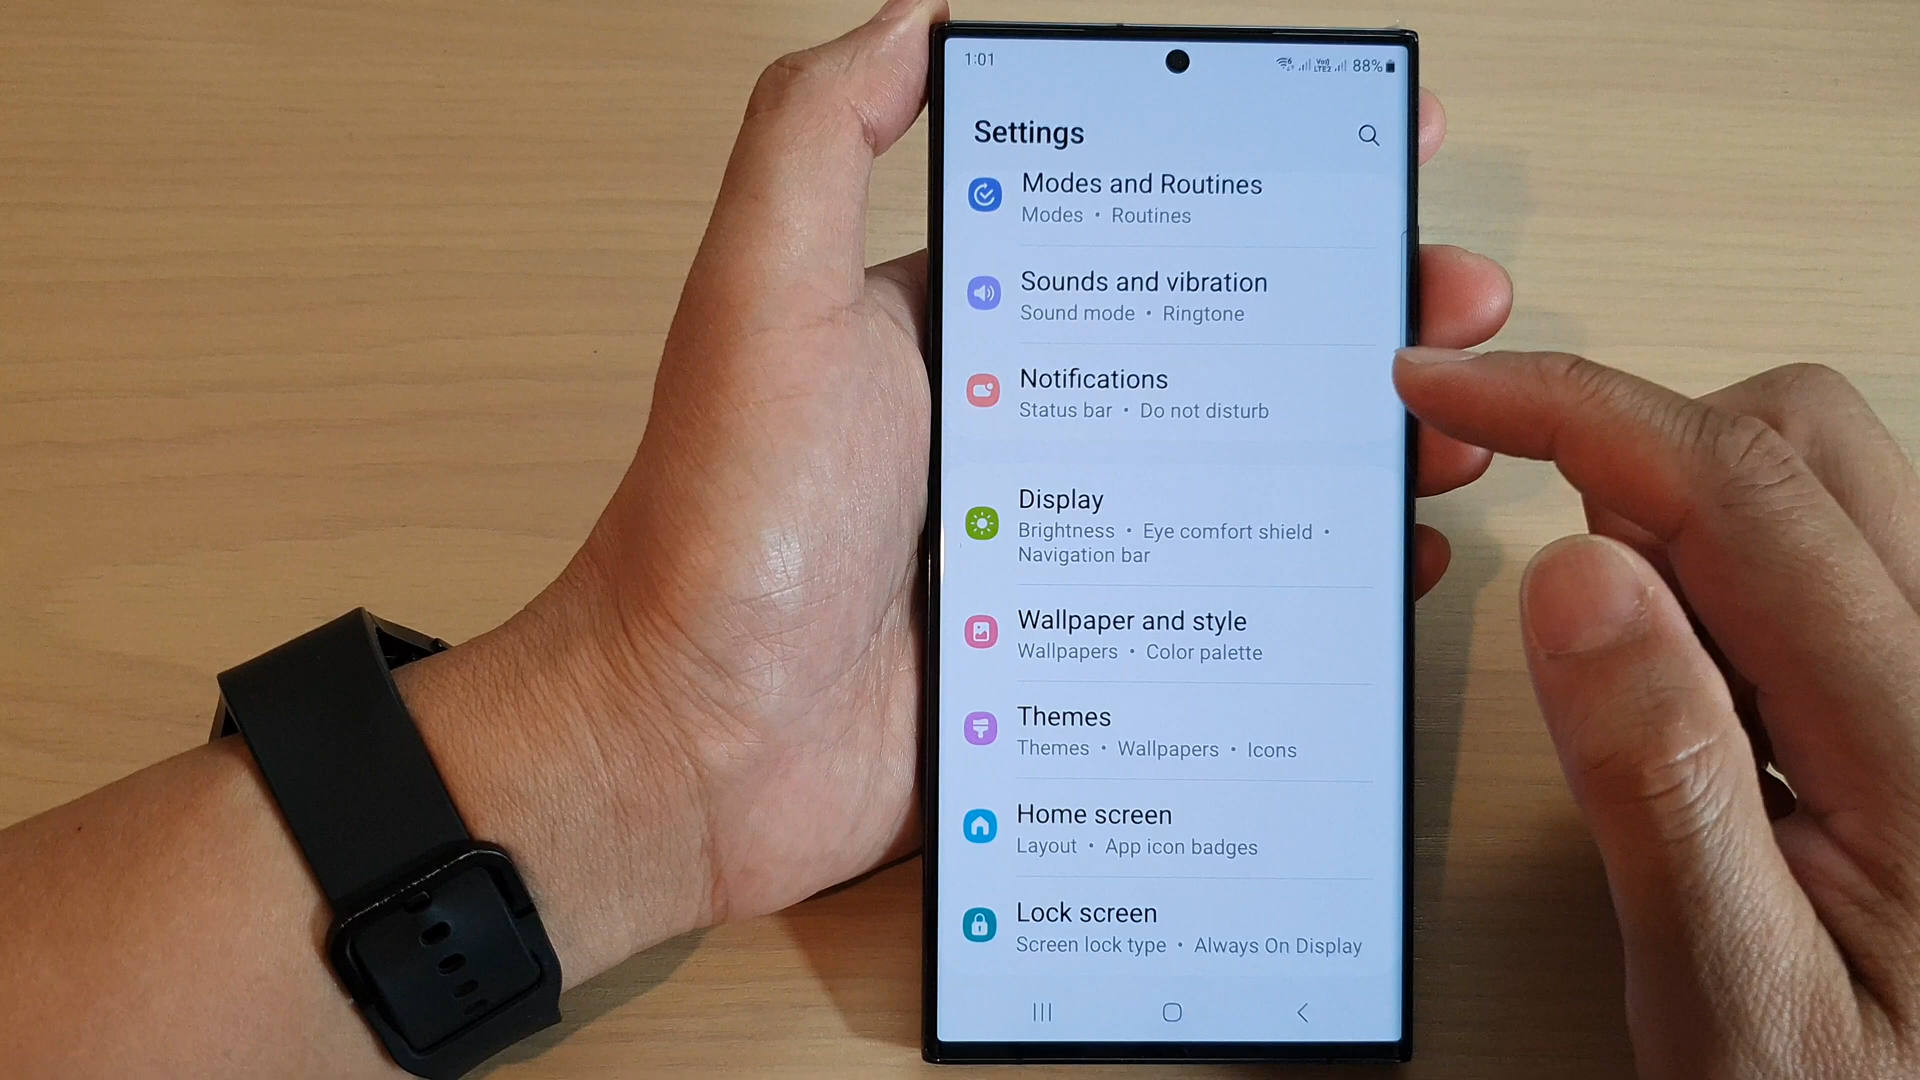 1:01
VoLTE2 88%
Settings
Modes and Routines
Modes • Routines
Sounds and vibration
Sound mode • Ringtone
Notifications
Status bar • Do not disturb
Display
Brightness • Eye comfort shield •
Navigation bar
Wallpaper and style
Wallpapers • Color palette
Themes
Themes • Wallpapers • Icons
Home screen
Layout • App icon badges
Lock screen
Screen lock type • Always On Display